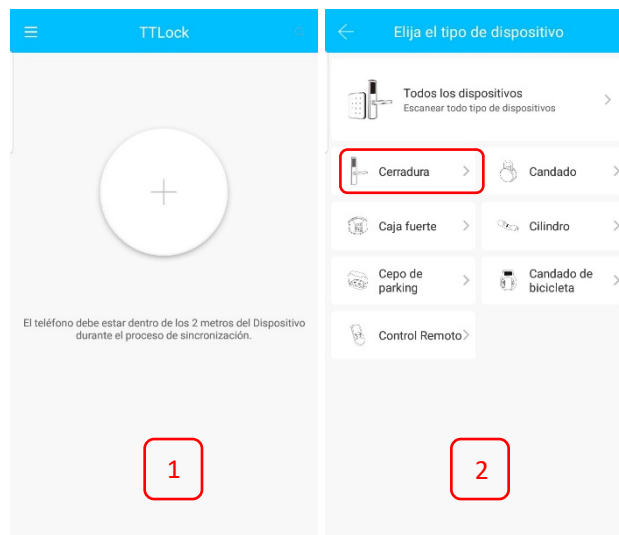 TTLock
El teléfono debe estar dentro de los 2 metros del Dispositivo
durante el proceso de sincronización.
1
Elija el tipo de dispositivo
Todos los dispositivos
Escanear todo tipo de dispositivos
Cerradura
Candado
Caja fuerte
Cilindro
Cepo de
parking
Candado de
bicicleta
Control Remoto
2